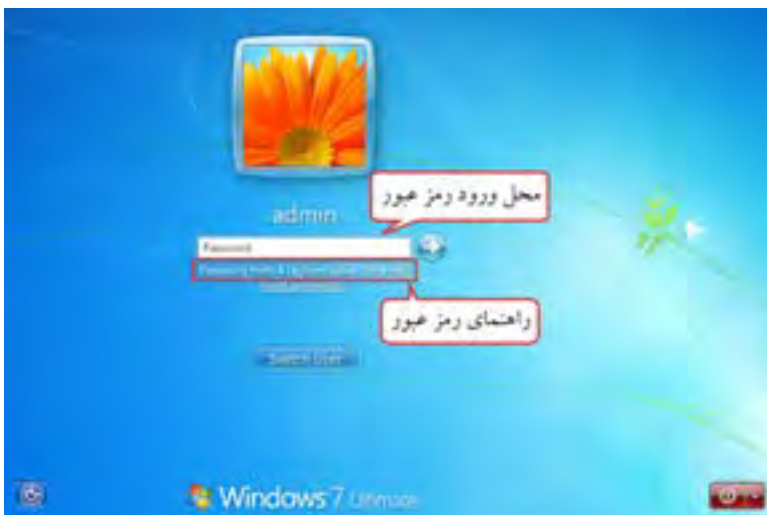 محل ورود رمز عبور
admin
Password
راهنمای رمز عبور
Switch User
Windows 7 Ultimate